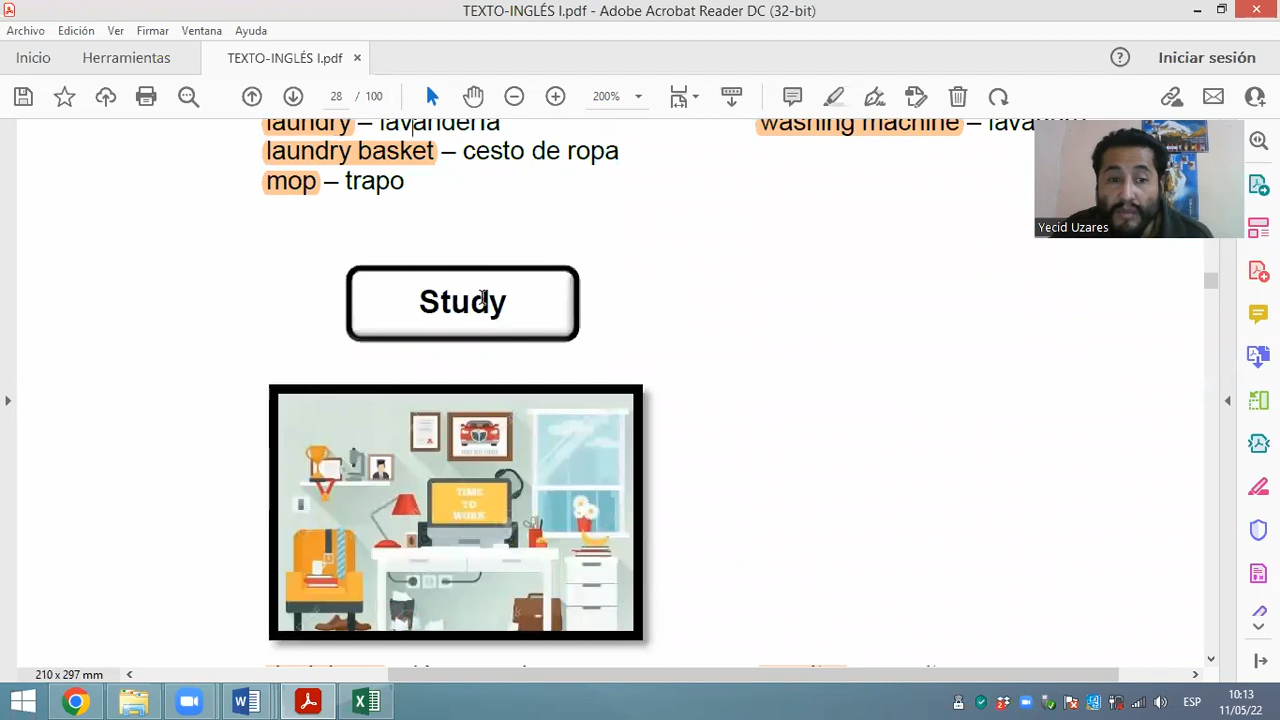 TEXTO-INGLÉS I.pdf - Adobe Acrobat Reader DC (32-bit)
Archivo Edición Ver Firmar Ventana Ayuda
Inicio Herramientas TEXTO-INGLÉS I.pdf Iniciar sesión
28 / 100 200%
laundry – lavandería
washing machine –
laundry basket – cesto de ropa
mop – trapo
Yecid Uzares
Study
TIME
TO
WORK
210 x 297 mm
ESP
10:13
11/05/22